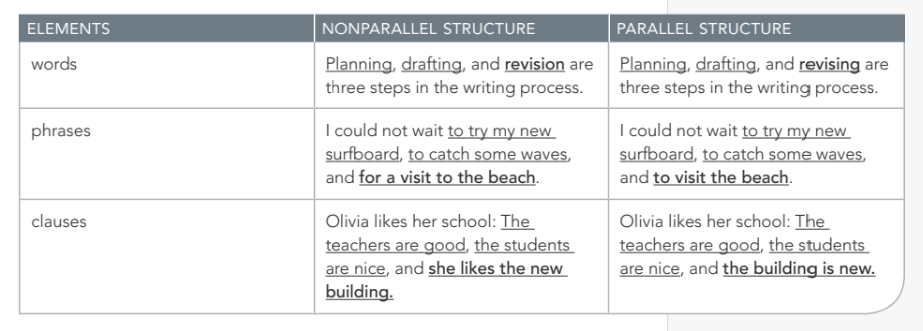 ELEMENTS NONPARALLEL STRUCTURE PARALLEL STRUCTURE
words
Planning, drafting, and revision are
three steps in the writing process.
Planning, drafting, and revising are
three steps in the writing process.
phrases
I could not wait to try my new
surfboard, to catch some waves,
and for a visit to the beach.
I could not wait to try my new
surfboard, to catch some waves,
and to visit the beach.
clauses
Olivia likes her school: The
teachers are good, the students
are nice, and she likes the new
building.
Olivia likes her school: The
teachers are good, the students
are nice, and the building is new.